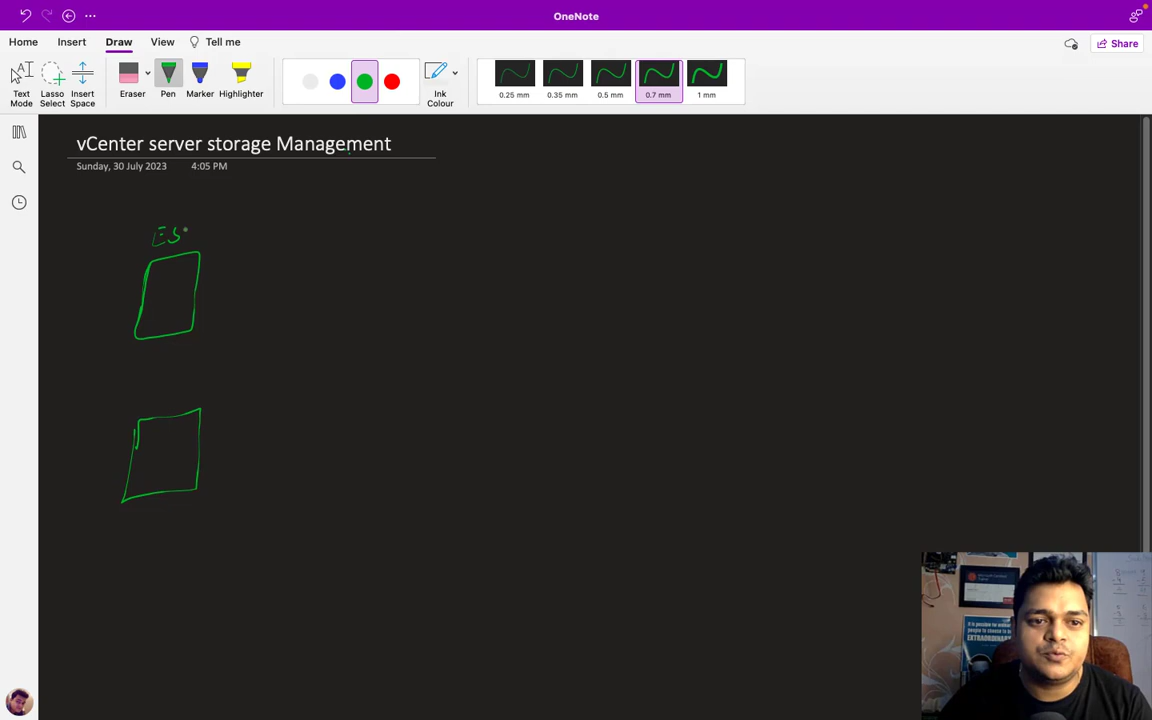 OneNote
Home Insert Draw View Tell me
Share
Text Mode
Lasso Select
Insert Space
Eraser
Pen
Marker
Highlighter
Ink Colour
0.25 mm 0.35 mm 0.5 mm 0.7 mm 1 mm
vCenter server storage Management
Sunday, 30 July 2023 4:05 PM
ES
EXTRAORDINARY